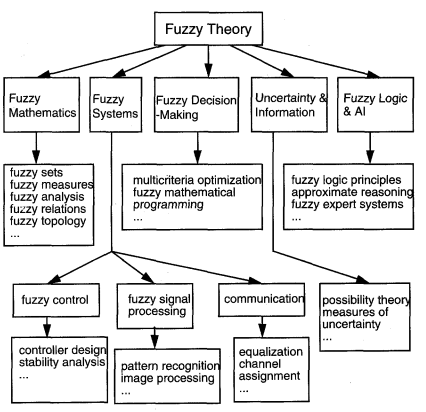 Fuzzy Theory
Fuzzy
Mathematics
Fuzzy
Systems
Fuzzy Decision
-Making
Uncertainty &
Information
Fuzzy Logic
& AI
fuzzy sets
fuzzy measures
fuzzy analysis
fuzzy relations
fuzzy topology
...
multicriteria optimization
fuzzy mathematical
programming
...
fuzzy logic principles
approximate reasoning
fuzzy expert systems
...
fuzzy control
fuzzy signal
processing
communication
possibility theory
measures of
uncertainty
...
controller design
stability analysis
...
pattern recognition
image processing
...
equalization
channel
assignment
...